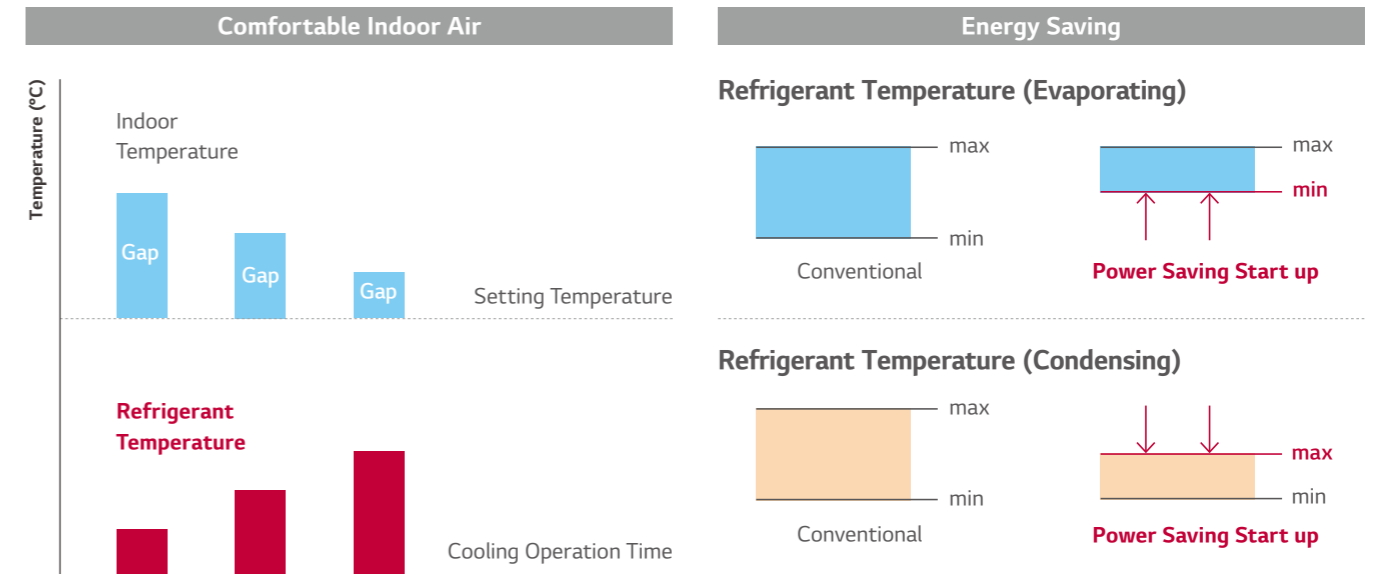 Comfortable Indoor Air
Temperature (°C)
Indoor
Temperature
Gap
Gap
Gap
Setting Temperature
Refrigerant
Temperature
Cooling Operation Time
Energy Saving
Refrigerant Temperature (Evaporating)
max
min
Conventional
max
min
Power Saving Start up
Refrigerant Temperature (Condensing)
max
min
Conventional
max
min
Power Saving Start up